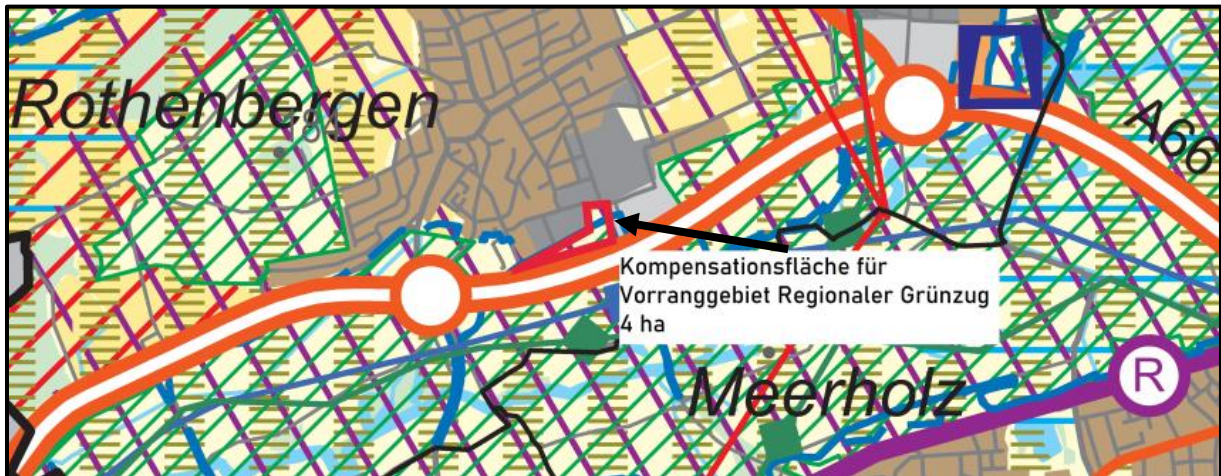 Rothenbergen
A66
Kompensationsfläche für
Vorranggebiet Regionaler Grünzug
4 ha
Meerholz
R